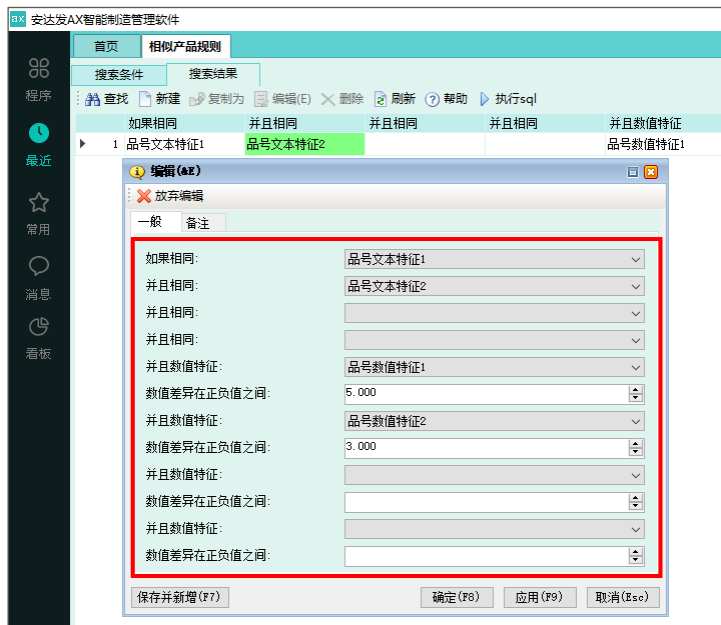 ax 安达发AX智能制造管理软件
首页 相似产品规则
搜索条件 搜索结果
查找 新建 复制为 编辑(E) 删除 刷新 帮助 执行sql
如果相同 并且相同 并且相同 并且相同 并且数值特征
1 品号文本特征1 品号文本特征2 品号数值特征1
程序
最近
常用
消息
看板
编辑(&E)
放弃编辑
一般 备注
如果相同: 品号文本特征1
并且相同: 品号文本特征2
并且相同:
并且相同:
并且数值特征: 品号数值特征1
数值差异在正负值之间: 5.000
并且数值特征: 品号数值特征2
数值差异在正负值之间: 3.000
并且数值特征:
数值差异在正负值之间:
并且数值特征:
数值差异在正负值之间:
保存并新增(F7) 确定(F8) 应用(F9) 取消(Esc)